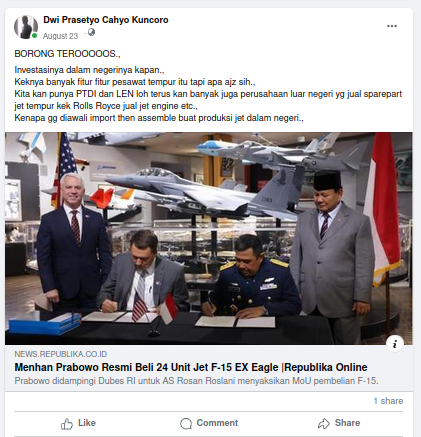 Dwi Prasetyo Cahyo Kuncoro
August 23 ·
BORONG TEROOOOOS.,
Investasinya dalam negerinya kapan.,
Keknya banyak fitur fitur pesawat tempur itu tapi apa ajz sih.,
Kita kan punya PTDI dan LEN loh terus kan banyak juga perusahaan luar negri yg jual sparepart
jet tempur kek Rolls Royce jual jet engine etc.,
Kenapa gg diawali import then assemble buat produksi jet dalam negeri.,
NEWS.REPUBLIKA.CO.ID
Menhan Prabowo Resmi Beli 24 Unit Jet F-15 EX Eagle |Republika Online
Prabowo didampingi Dubes RI untuk AS Rosan Roslani menyaksikan MoU pembelian F-15.
1 share
Like
Comment
Share